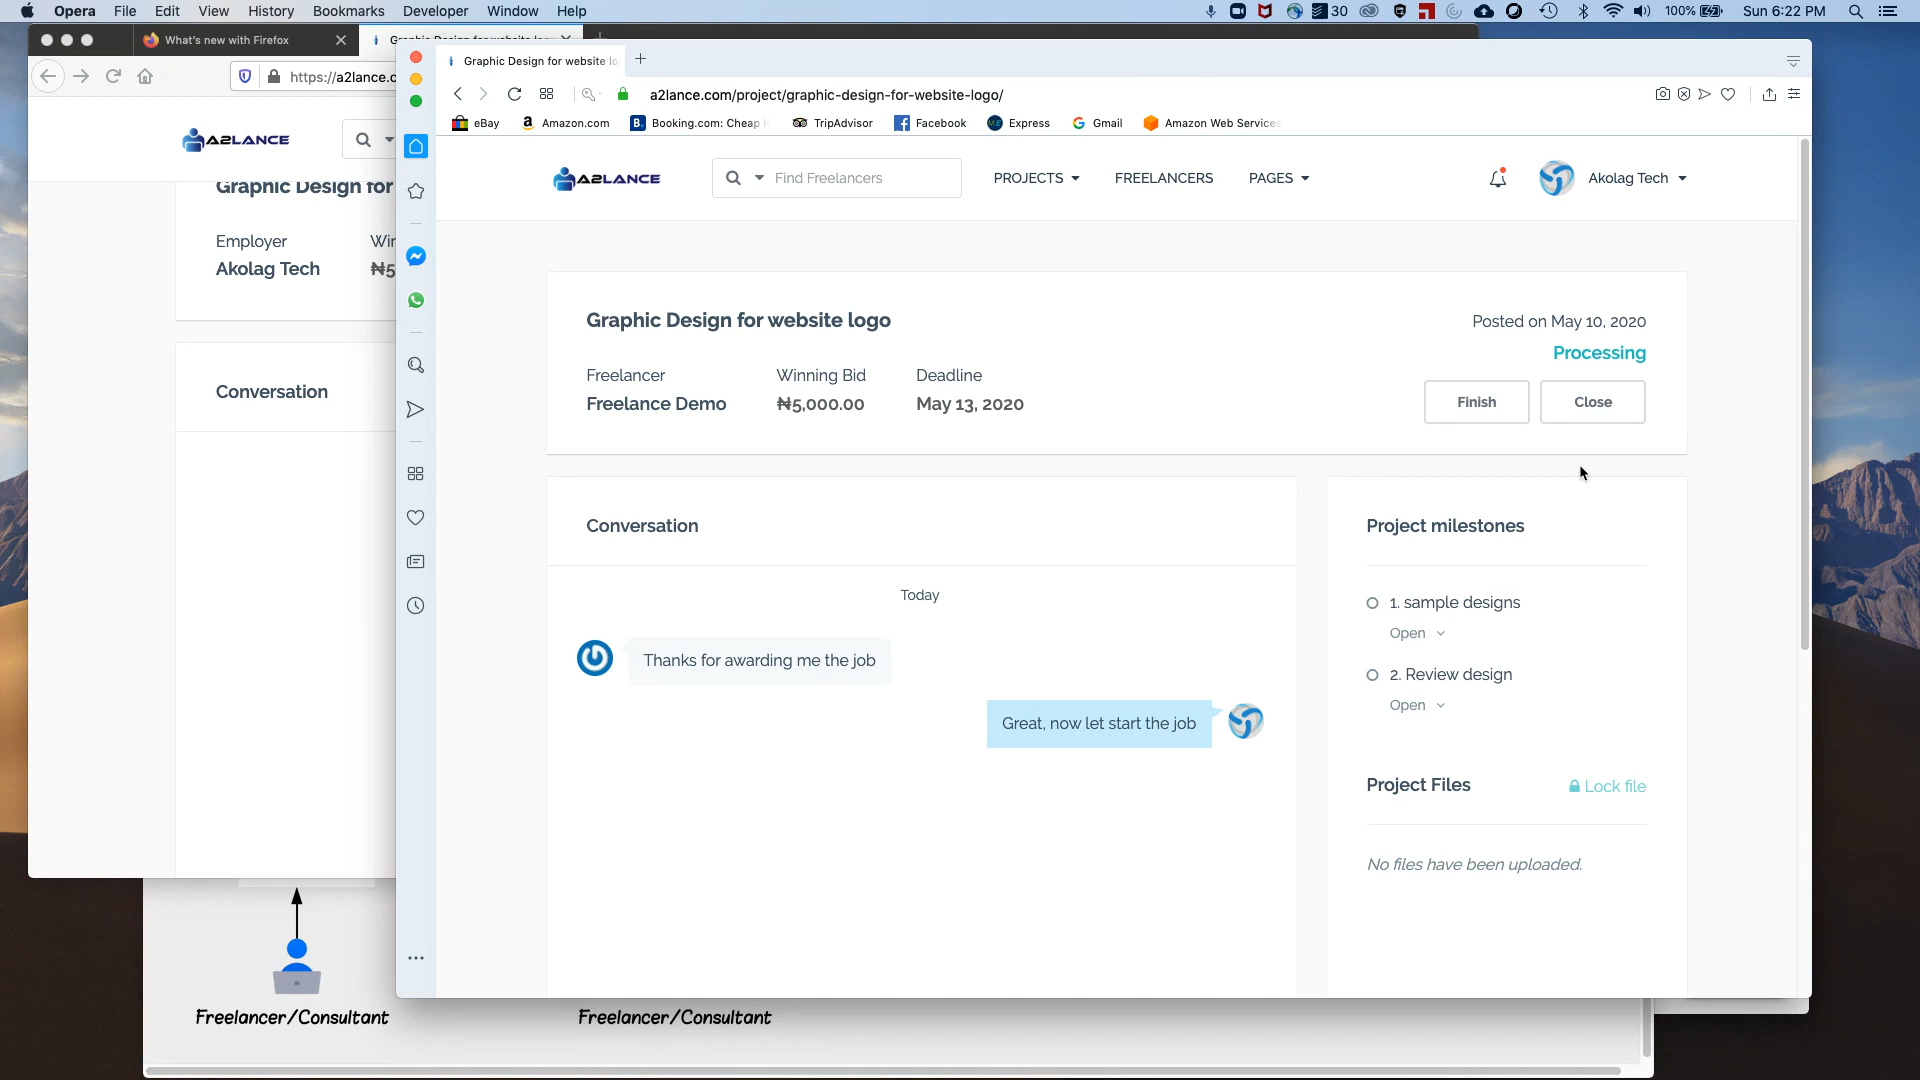 Opera File Edit View History Bookmarks Developer Window Help
30 100% Sun 6:22 PM
What's new with Firefox
https://a2lance.c
A2LANCE
Graphic Design for
Employer
Akolag Tech
₦5
Conversation
Graphic Design for website lo
a2lance.com/project/graphic-design-for-website-logo/
eBay Amazon.com Booking.com: Cheap TripAdvisor Facebook Express Gmail Amazon Web Services
A2LANCE
Find Freelancers
PROJECTS FREELANCERS PAGES
Akolag Tech
Graphic Design for website logo
Posted on May 10, 2020
Processing
Freelancer Winning Bid Deadline
Freelance Demo ₦5,000.00 May 13, 2020
Finish Close
Conversation
Today
Thanks for awarding me the job
Great, now let start the job
Project milestones
1. sample designs
Open
2. Review design
Open
Project Files
Lock file
No files have been uploaded.
Freelancer/Consultant
Freelancer/Consultant